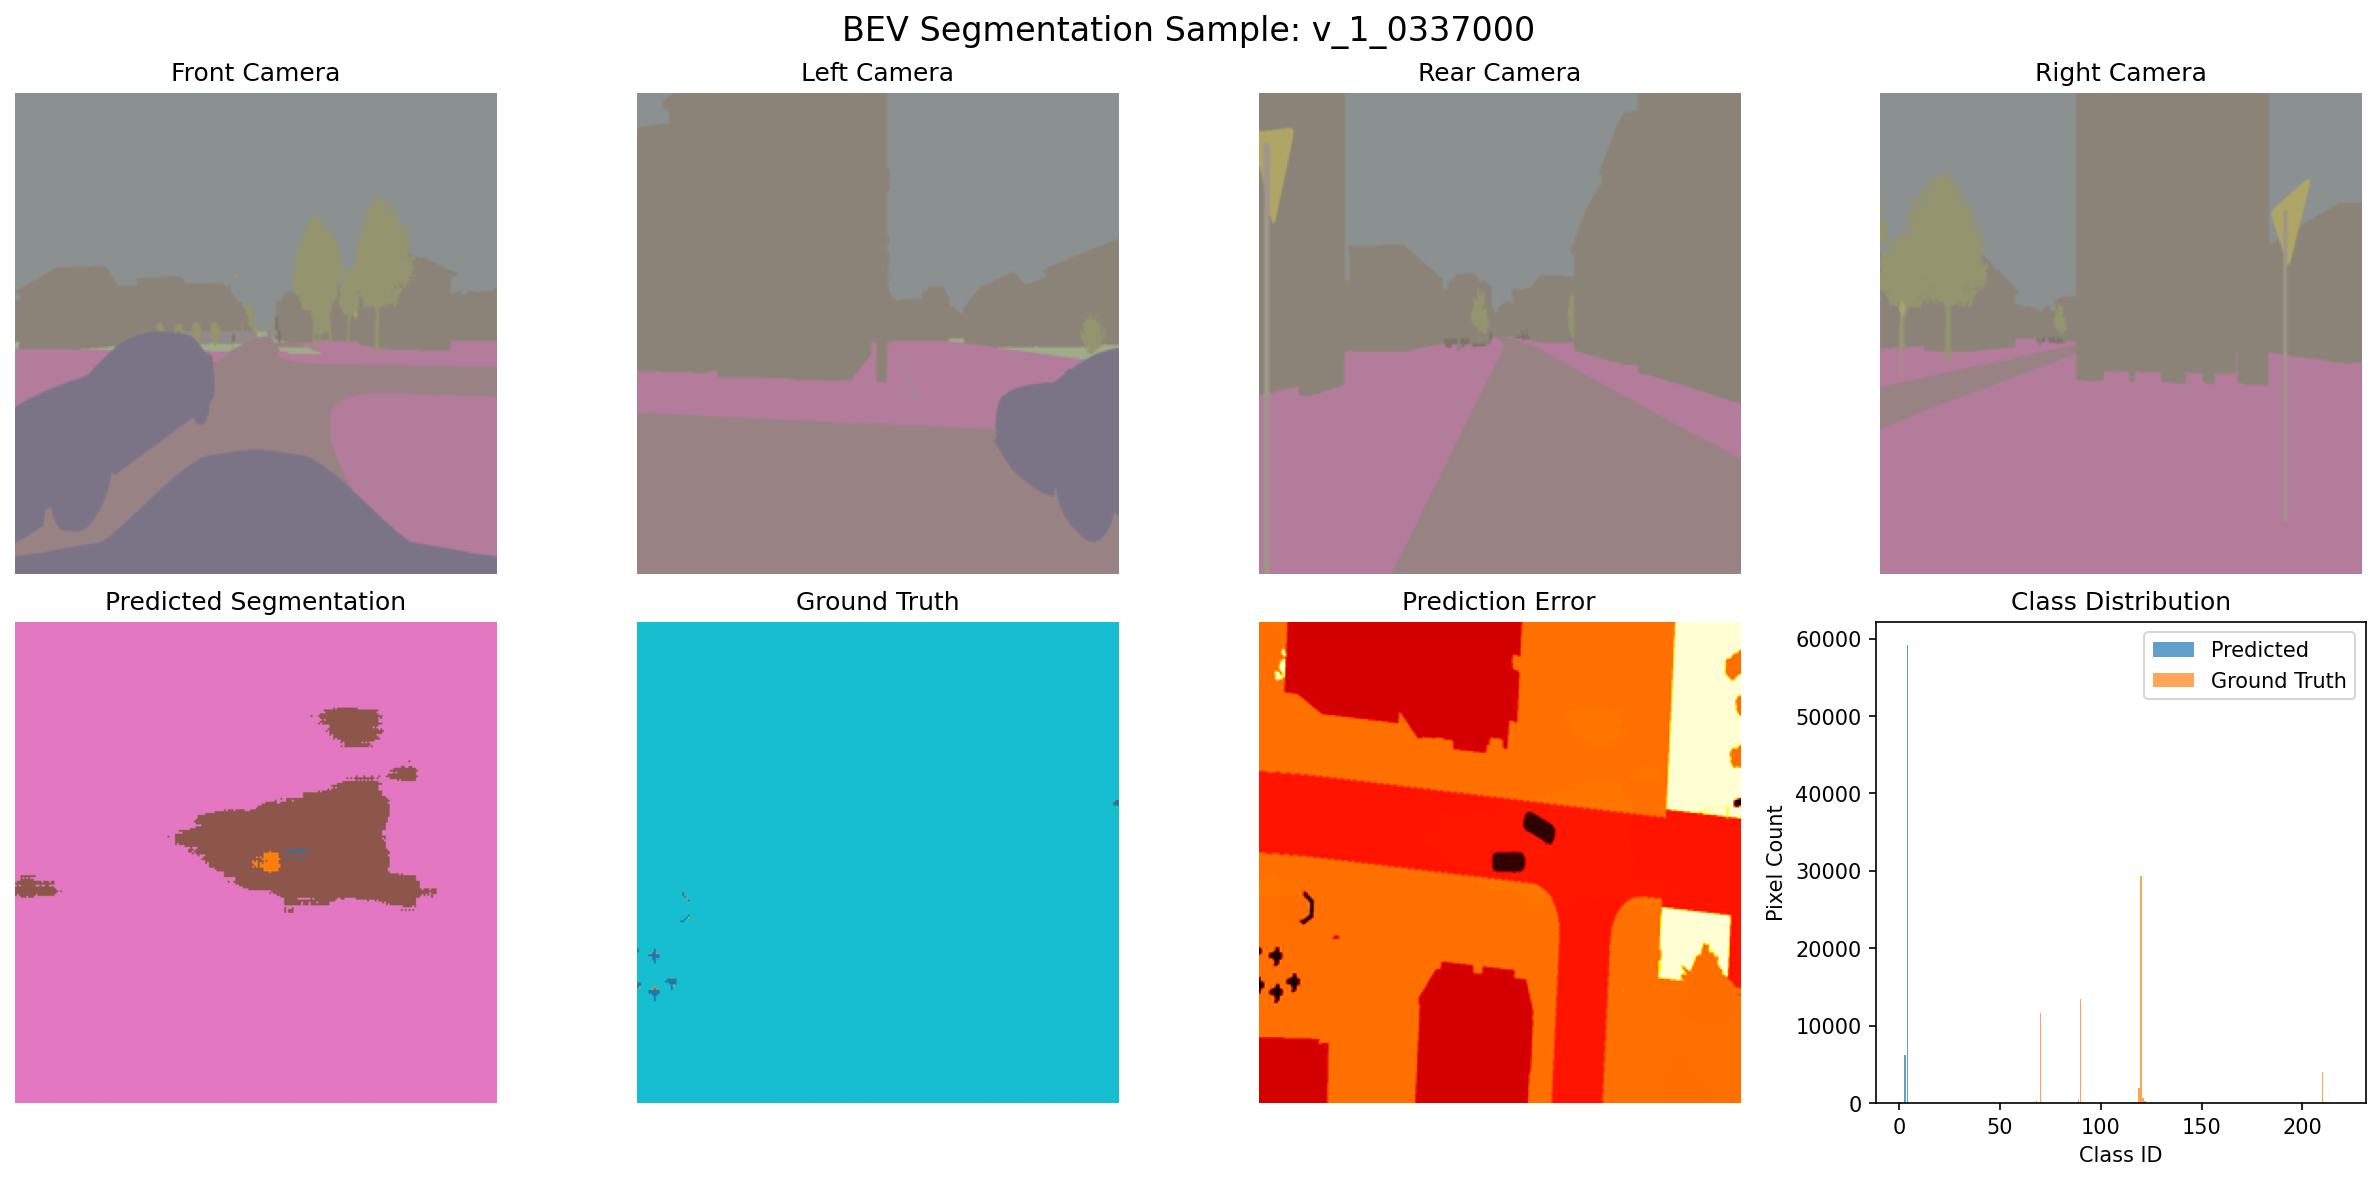 BEV Segmentation Sample: v_1_0337000
Front Camera
Left Camera
Rear Camera
Right Camera
Predicted Segmentation
Ground Truth
Prediction Error
Class Distribution
Predicted
Ground Truth
Pixel Count
60000
50000
40000
30000
20000
10000
0
0
50
100
150
200
Class ID